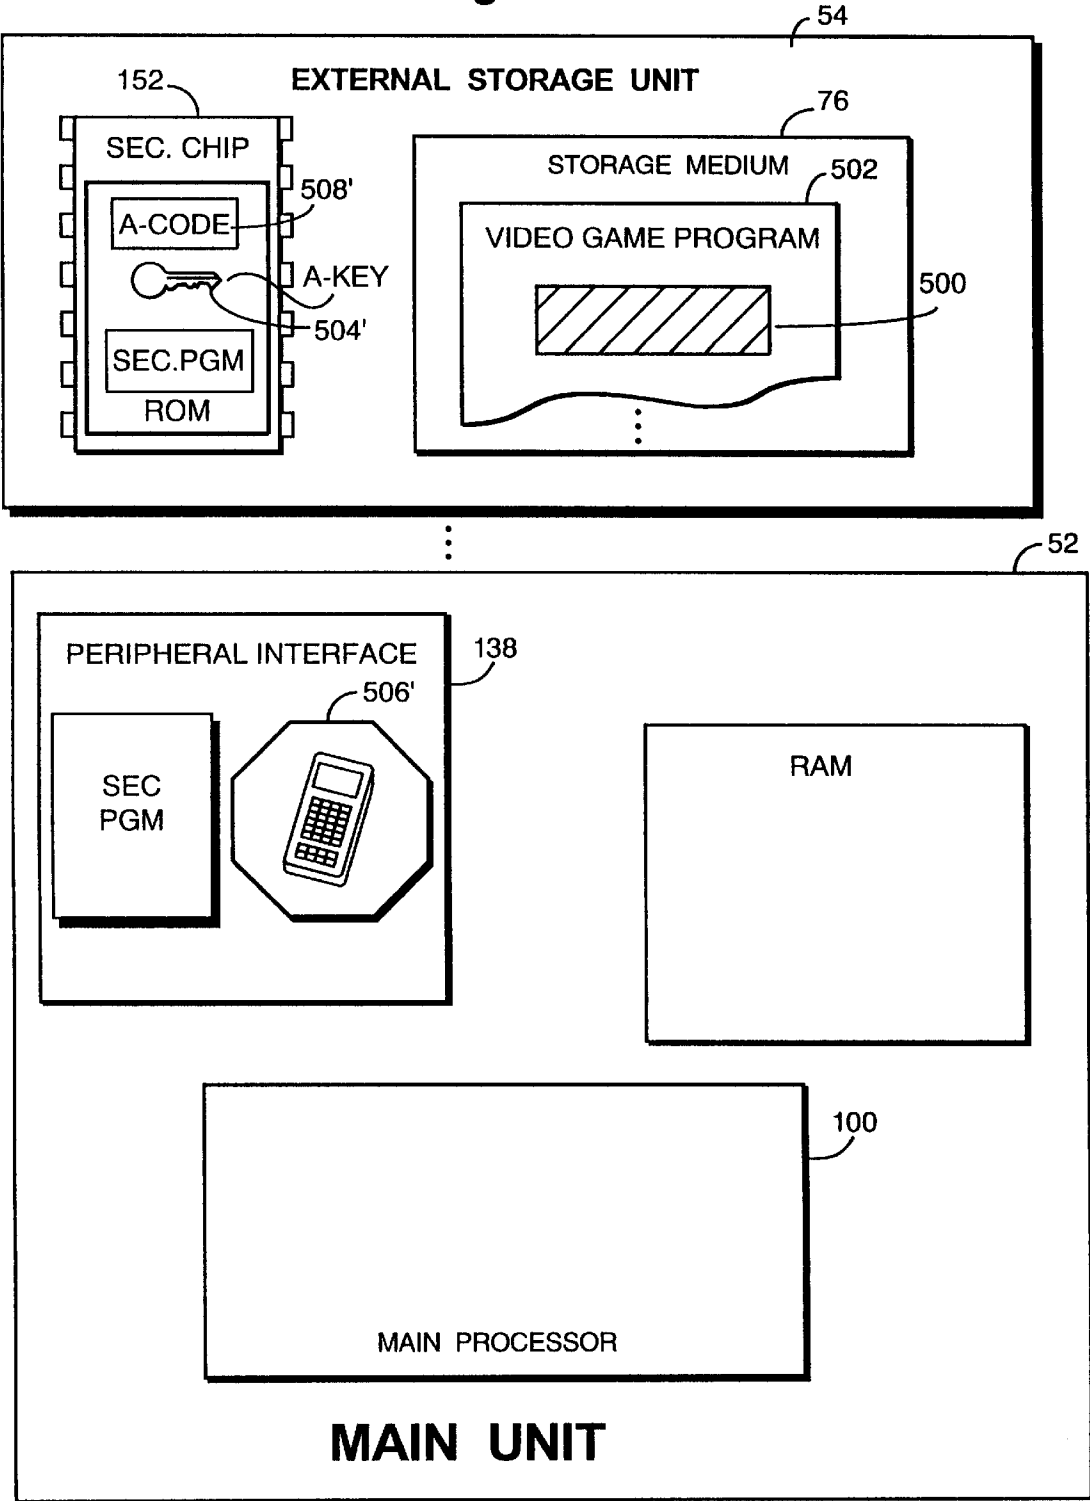 54
EXTERNAL STORAGE UNIT
152
76
SEC. CHIP
STORAGE MEDIUM
508'
502
A-CODE
VIDEO GAME PROGRAM
A-KEY
500
504'
SEC.PGM
ROM
52
PERIPHERAL INTERFACE
138
506'
SEC
PGM
RAM
100
MAIN PROCESSOR
MAIN UNIT